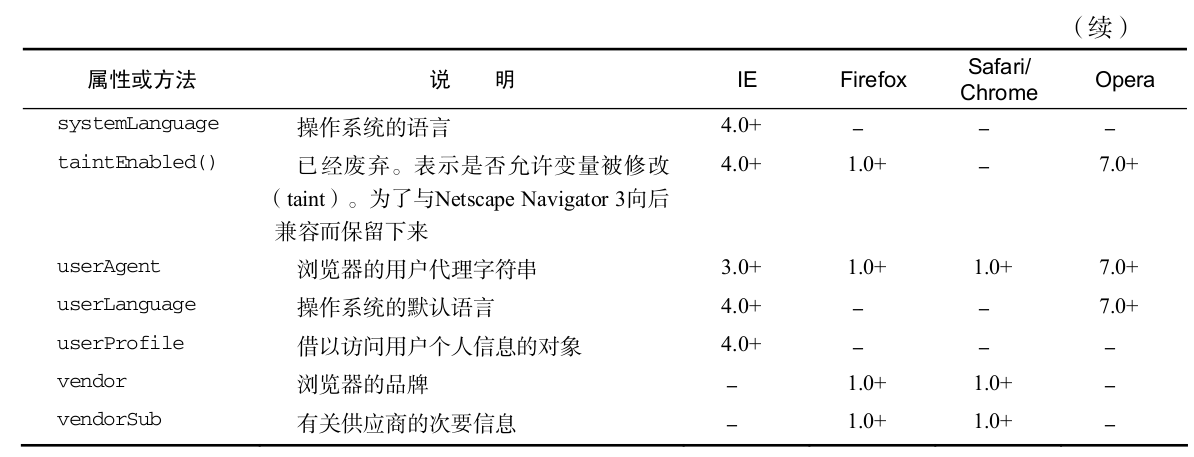 （续）
属性或方法 说 明 IE Firefox Safari/ Chrome Opera
systemLanguage 操作系统的语言 4.0+ – – –
taintEnabled() 已经废弃。表示是否允许变量被修改 4.0+ 1.0+ – 7.0+
（taint）。为了与Netscape Navigator 3向后
兼容而保留下来
userAgent 浏览器的用户代理字符串 3.0+ 1.0+ 1.0+ 7.0+
userLanguage 操作系统的默认语言 4.0+ – – 7.0+
userProfile 借以访问用户个人信息的对象 4.0+ – – –
vendor 浏览器的品牌 – 1.0+ 1.0+ –
vendorSub 有关供应商的次要信息 – 1.0+ 1.0+ –